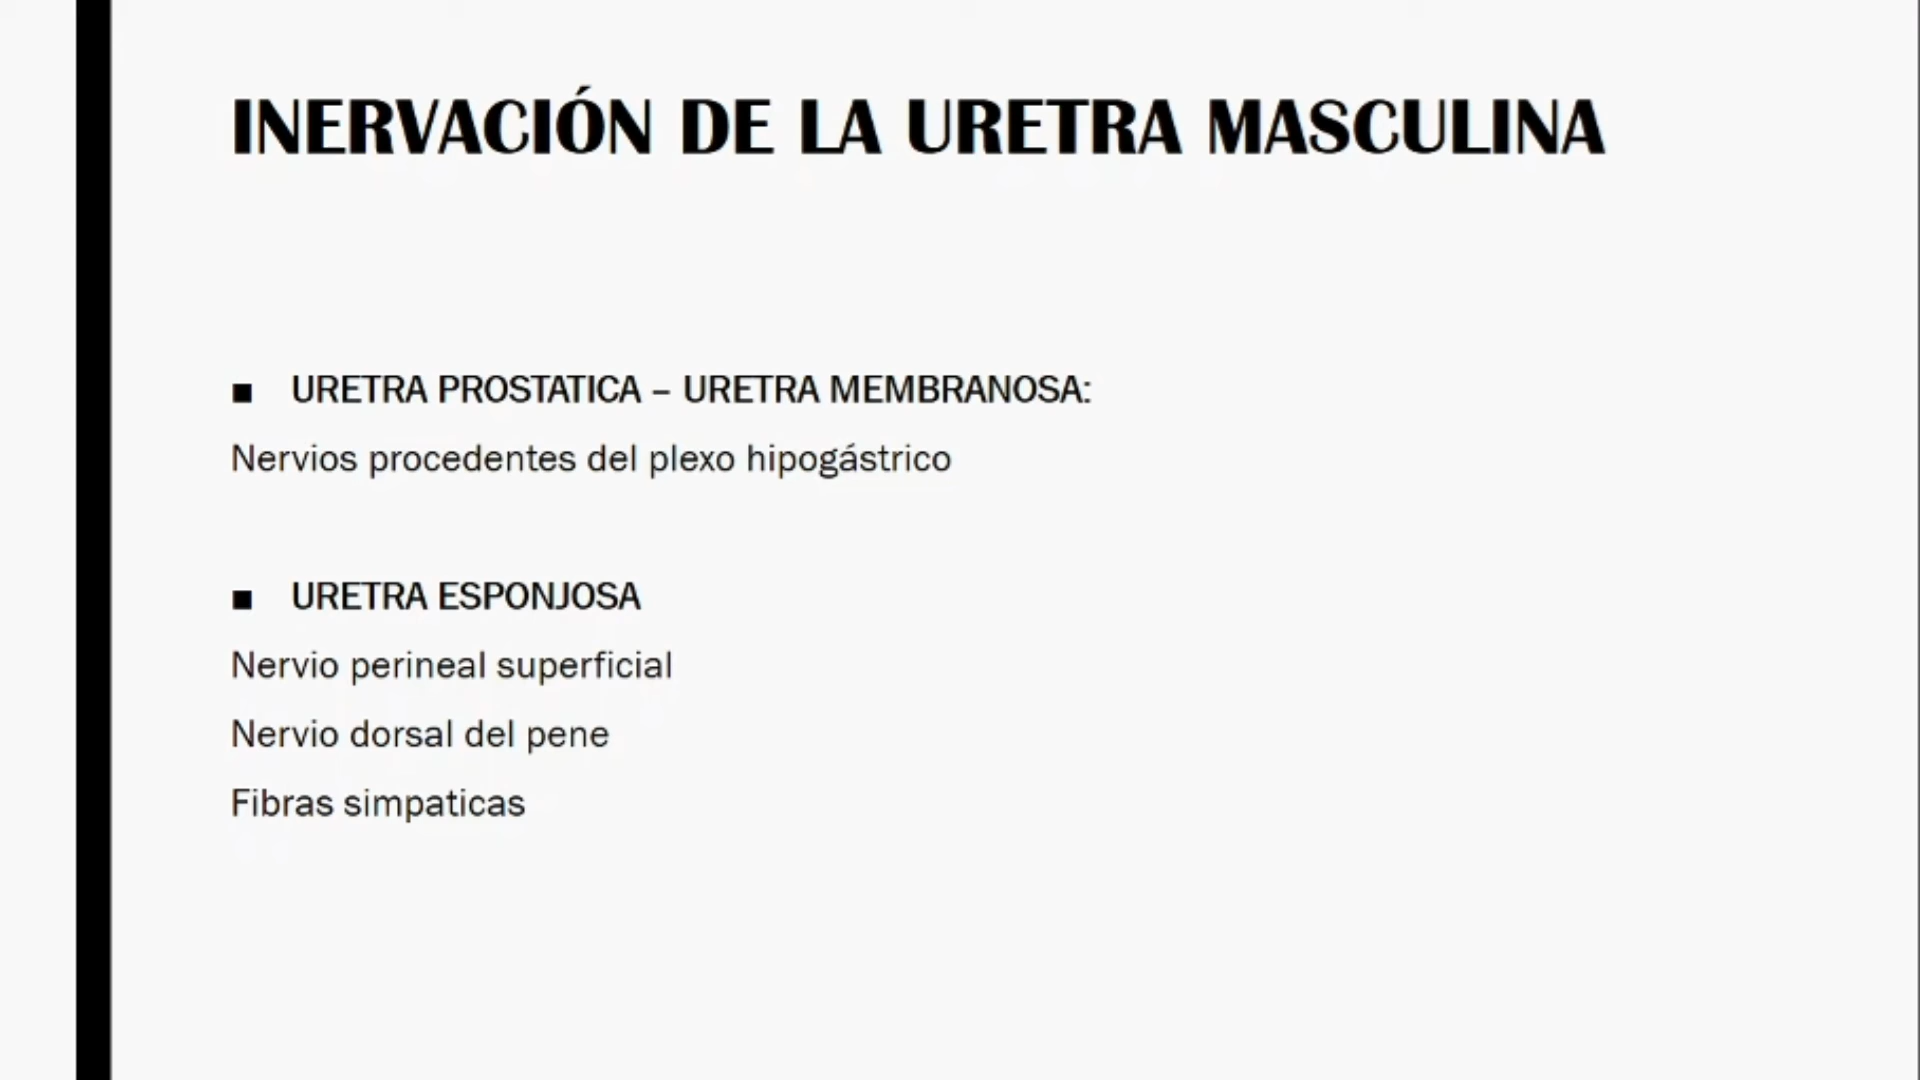 INERVACIÓN DE LA URETRA MASCULINA
■ URETRA PROSTATICA – URETRA MEMBRANOSA:
Nervios procedentes del plexo hipogástrico
■ URETRA ESPONJOSA
Nervio perineal superficial
Nervio dorsal del pene
Fibras simpaticas